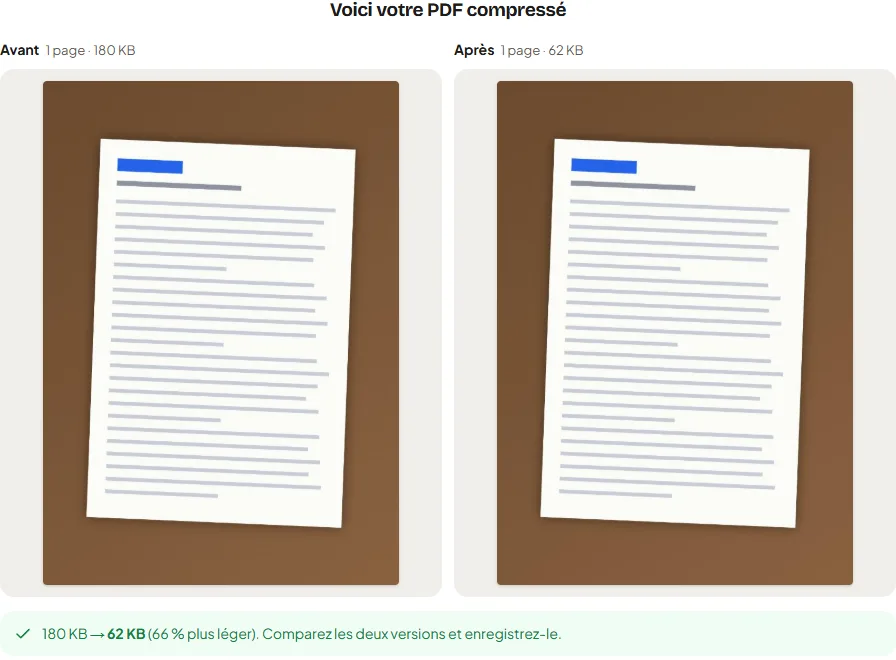 Voici votre PDF compressé
Avant 1 page · 180 KB
Après 1 page · 62 KB
180 KB → 62 KB (66 % plus léger). Comparez les deux versions et enregistrez-le.